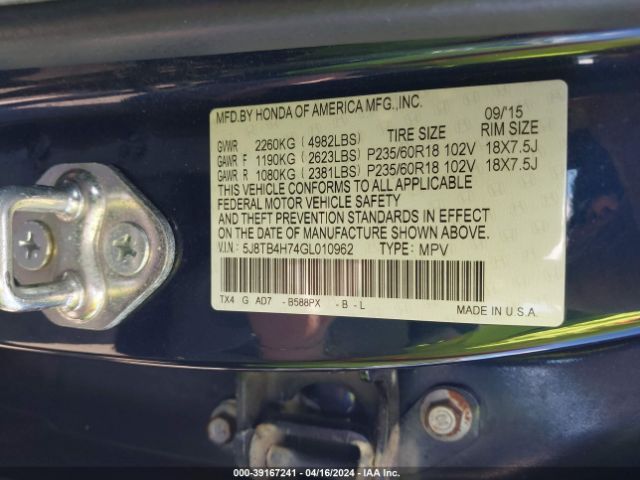 MFD.BY HONDA OF AMERICA MFG.,INC. 09/'15
GVWR 2260KG (4982LBS) TIRE SIZE RIM SIZE
GAWR F 1190KG (2623LBS) P235/60R18 102V 18X7.5J
GAWR R 1080KG (2381LBS) P235/60R18 102V 18X7.5J
THIS VEHICLE CONFORMS TO ALL APPLICABLE
FEDERAL MOTOR VEHICLE SAFETY
AND THEFT PREVENTION STANDARDS IN EFFECT
ON THE DATE OF MANUFACTURE SHOWN ABOVE.
V.I.N: 5J8TB4H74GL010962 TYPE: MPV
TX4 G AD7 -B588PX -B-L MADE IN U.S.A.
000-39167241 - 04/16/2024 - IAA Inc.